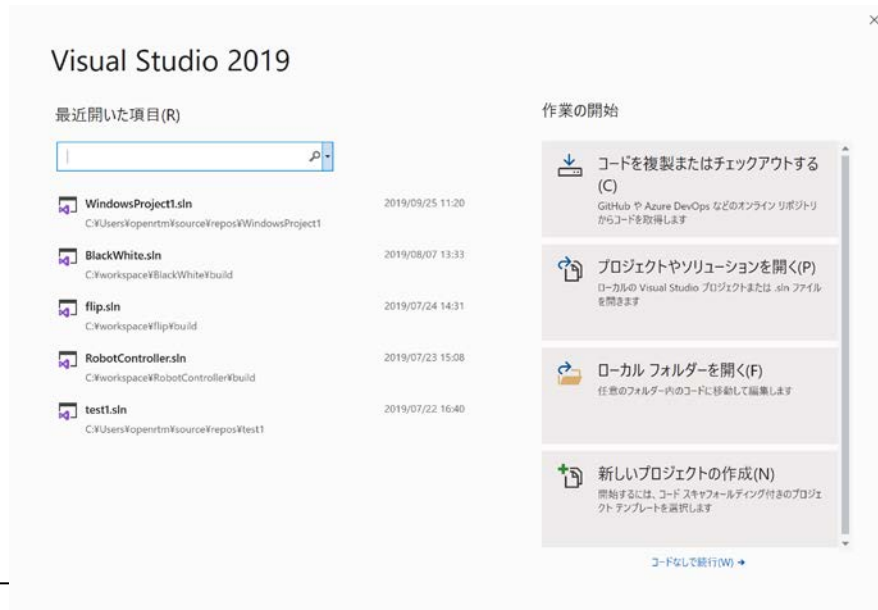 Visual Studio 2019
最近開いた項目(R)
WindowsProject1.sln 2019/09/25 11:20
C:¥Users¥openrtm¥source¥repos¥WindowsProject1
BlackWhite.sln 2019/08/07 13:33
C:¥workspace¥BlackWhite¥build
flip.sln 2019/07/24 14:31
C:¥workspace¥flip¥build
RobotController.sln 2019/07/23 15:08
C:¥workspace¥RobotController¥build
test1.sln 2019/07/22 16:40
C:¥Users¥openrtm¥source¥repos¥test1
作業の開始
コードを複製またはチェックアウトする
(C)
GitHub や Azure DevOps などのオンライン リポジトリ
からコードを取得します
プロジェクトやソリューションを開く(P)
ローカルの Visual Studio プロジェクトまたは .sln ファイル
を開きます
ローカル フォルダーを開く(F)
任意のフォルダー内のコードに移動して編集します
新しいプロジェクトの作成(N)
開始するには、コード スキャフォールディング付きのプロジェ
クト テンプレートを選択します
コードなしで続行(W) →